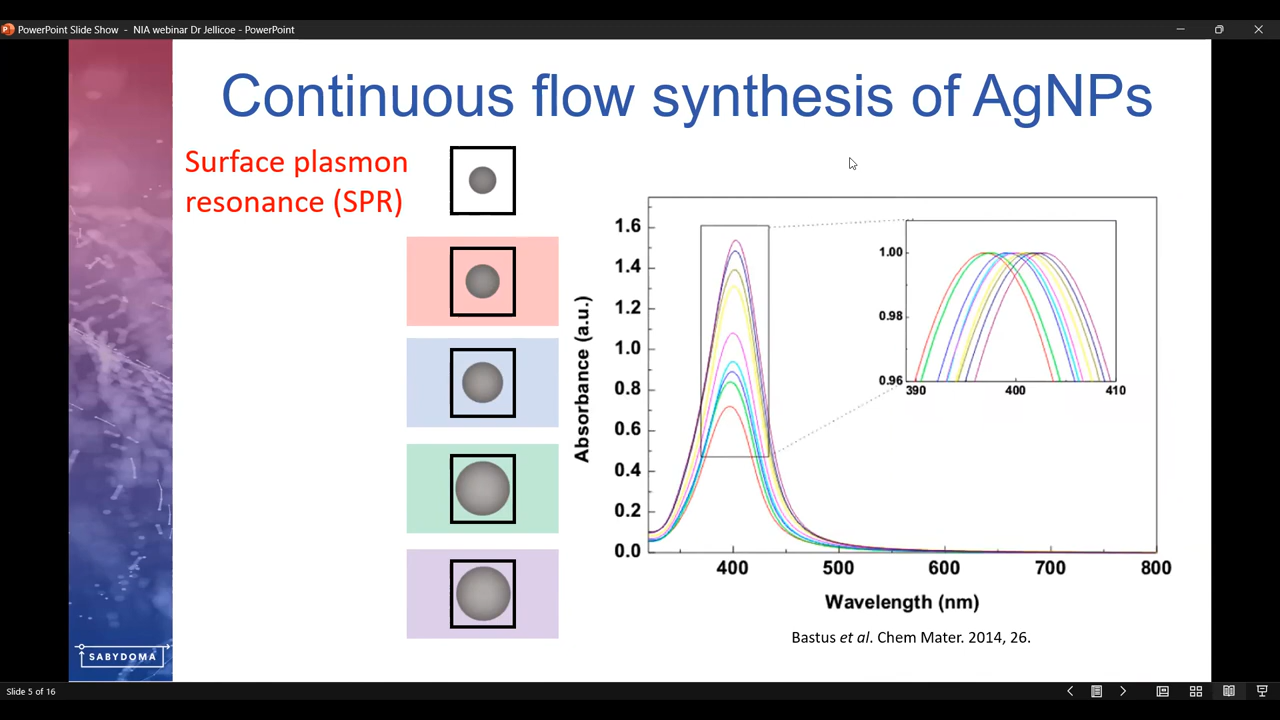 PowerPoint Slide Show - NIA webinar Dr Jellicoe - PowerPoint
Continuous flow synthesis of AgNPs
Surface plasmon
resonance (SPR)
1.6
1.4
1.2
1.0
0.8
0.6
0.4
0.2
0.0
Absorbance (a.u.)
400
500
600
700
800
Wavelength (nm)
1.00
0.98
0.96
390
400
410
Bastus et al. Chem Mater. 2014, 26.
SABYDOMA
Slide 5 of 16